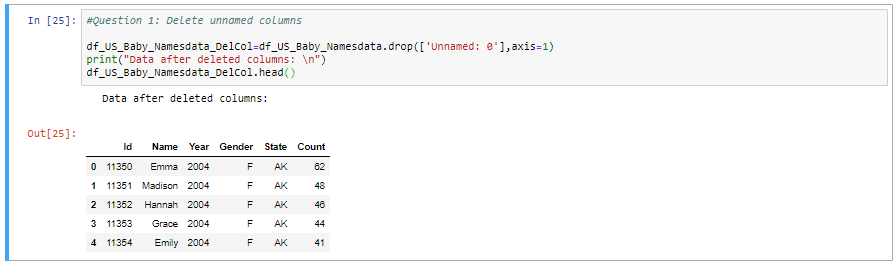 In [25]: #Question 1: Delete unnamed columns
df_US_Baby_Namesdata_DelCol=df_US_Baby_Namesdata.drop(['Unnamed: 0'],axis=1)
print("Data after deleted columns: \n")
df_US_Baby_Namesdata_DelCol.head()
Data after deleted columns:
Out[25]:
Id Name Year Gender State Count
0 11350 Emma 2004 F AK 62
1 11351 Madison 2004 F AK 48
2 11352 Hannah 2004 F AK 46
3 11353 Grace 2004 F AK 44
4 11354 Emily 2004 F AK 41